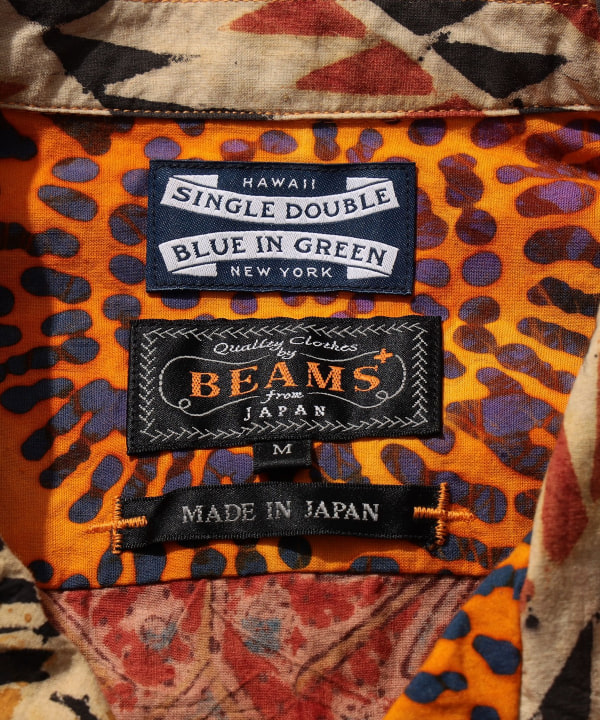 HAWAII
SINGLE DOUBLE
BLUE IN GREEN
NEW YORK
Quality Clothes
by
BEAMS+
from
JAPAN
M
MADE IN JAPAN